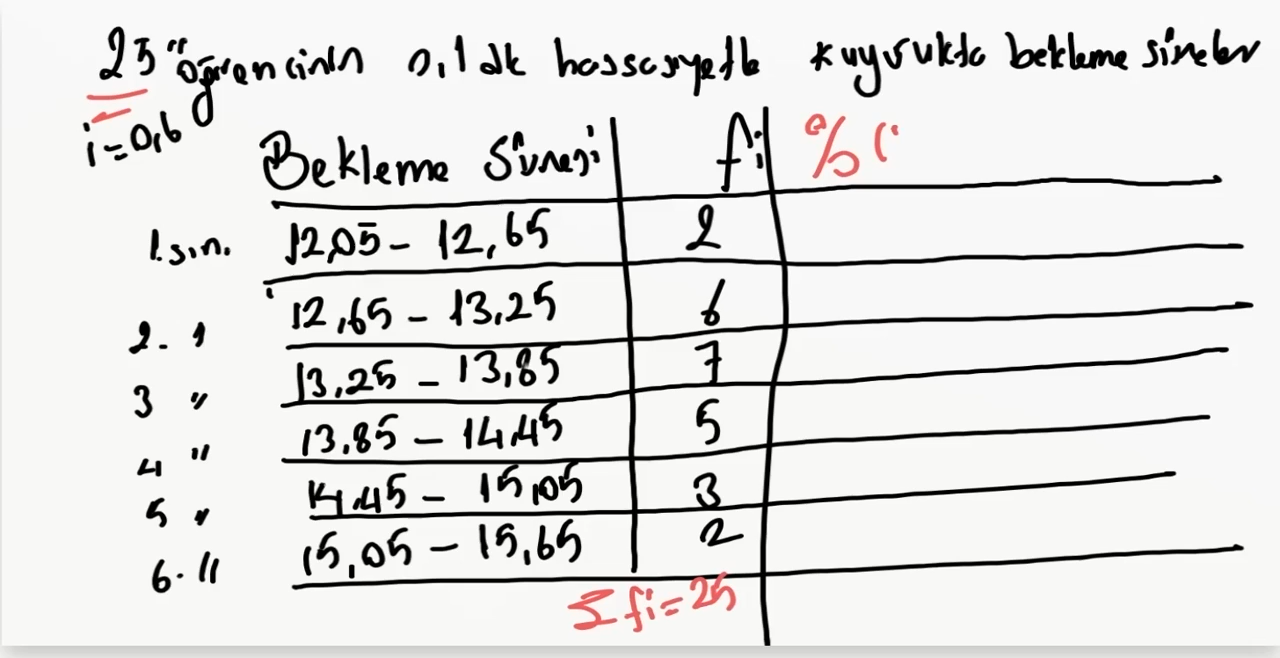 25 öğrencinin 0,1 dk hassasiyetle kuyrukta bekleme süreler
i=0,6
Bekleme Süresi fi %(
1.sın. 12,05 - 12,65 2
2. " 12,65 - 13,25 6
3 " 13,25 - 13,85 7
4 " 13,85 - 14,45 5
5 " 14,45 - 15,05 3
6. " 15,05 - 15,65 2
Σfi=25